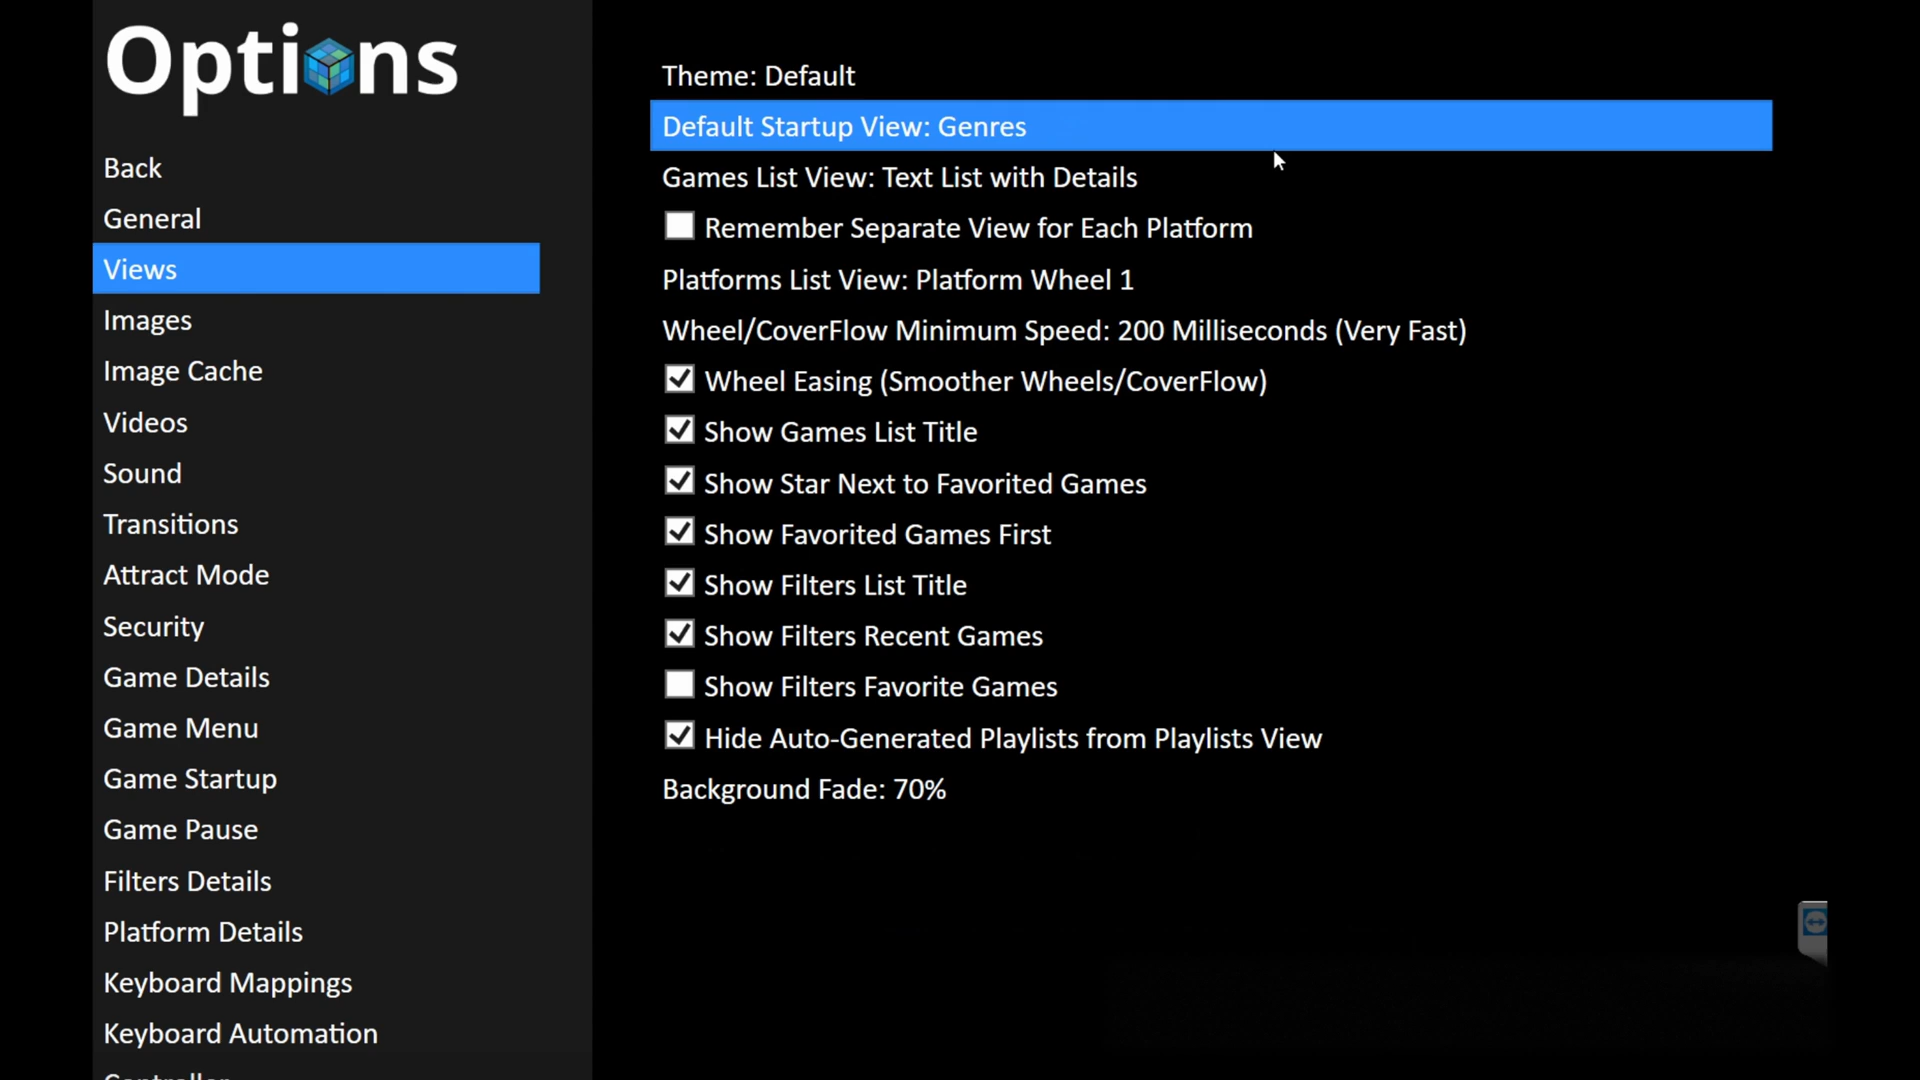 Options
Back
General
Views
Images
Image Cache
Videos
Sound
Transitions
Attract Mode
Security
Game Details
Game Menu
Game Startup
Game Pause
Filters Details
Platform Details
Keyboard Mappings
Keyboard Automation
Theme: Default
Default Startup View: Genres
Games List View: Text List with Details
Remember Separate View for Each Platform
Platforms List View: Platform Wheel 1
Wheel/CoverFlow Minimum Speed: 200 Milliseconds (Very Fast)
Wheel Easing (Smoother Wheels/CoverFlow)
Show Games List Title
Show Star Next to Favorited Games
Show Favorited Games First
Show Filters List Title
Show Filters Recent Games
Show Filters Favorite Games
Hide Auto-Generated Playlists from Playlists View
Background Fade: 70%